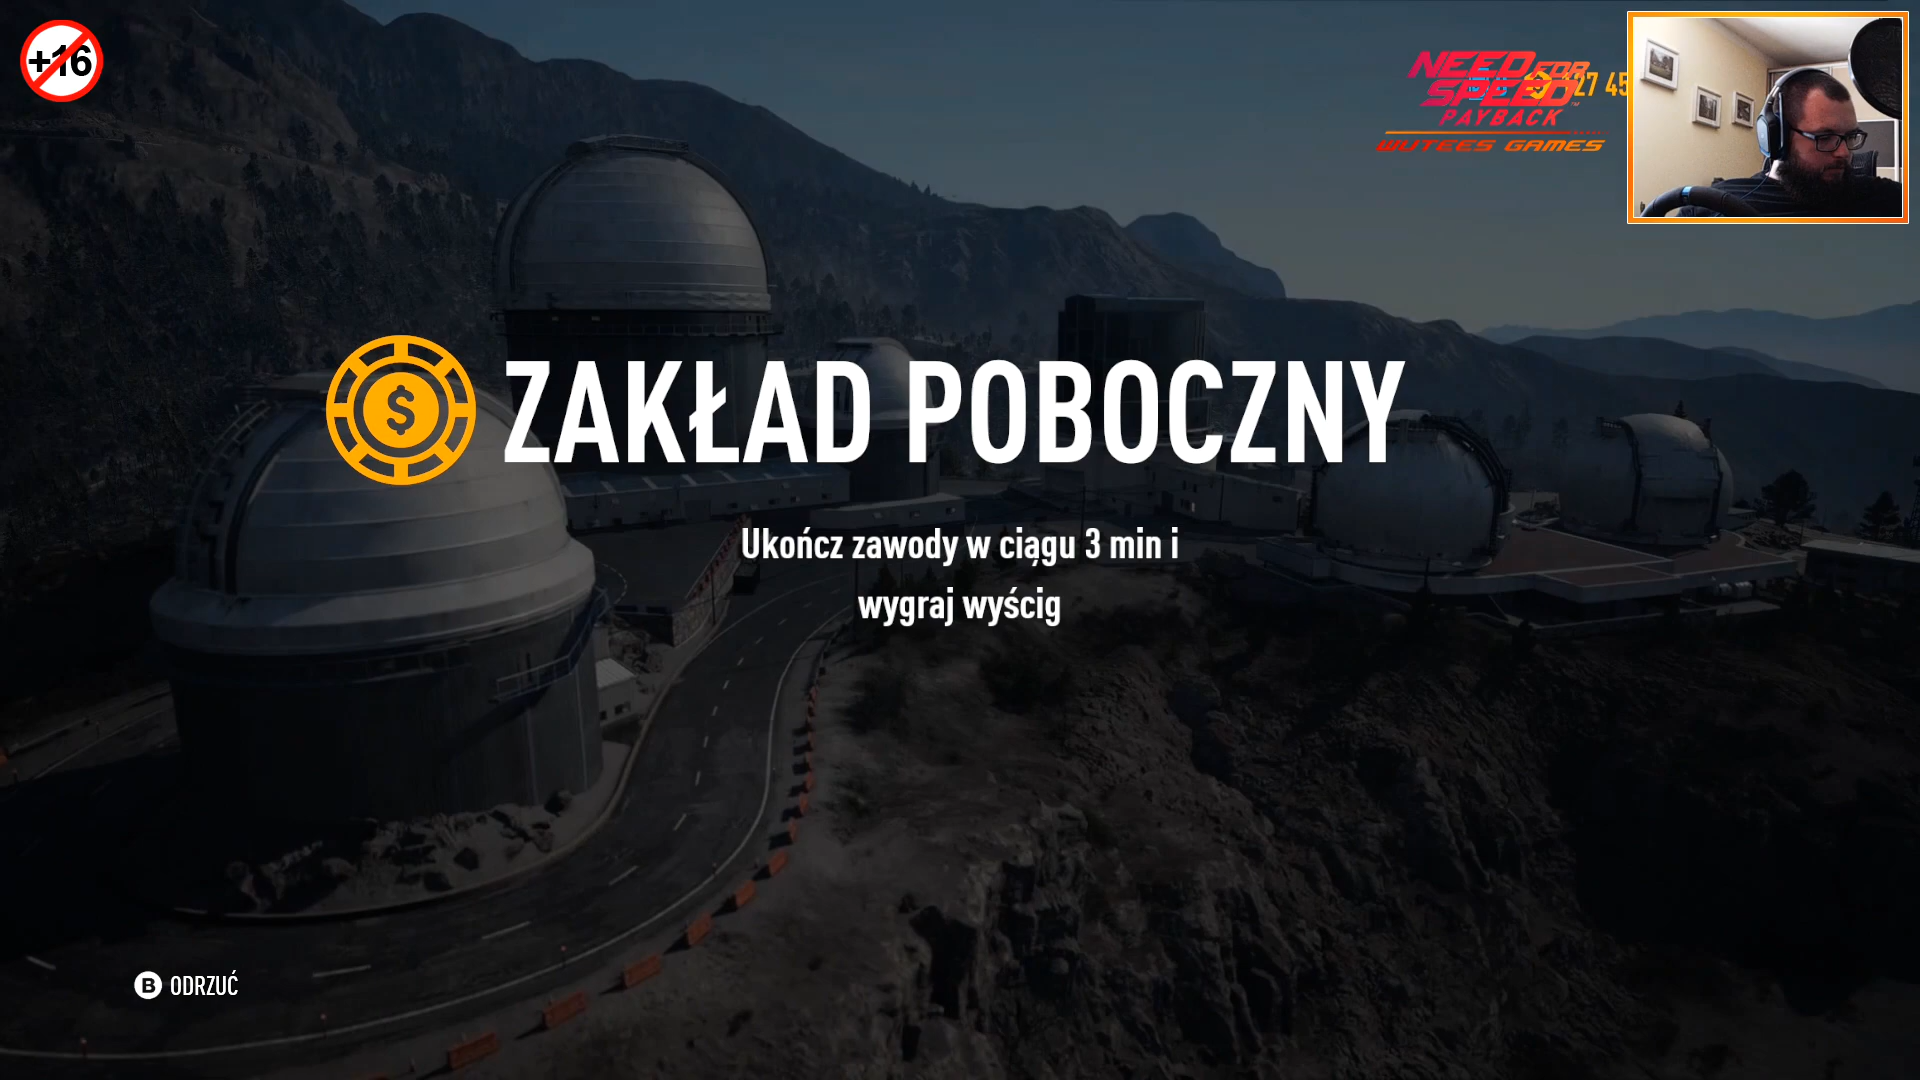 +16
NEED FOR
SPEED
PAYBACK
WUTEES GAMES
ZAKŁAD POBOCZNY
Ukończ zawody w ciągu 3 min i
wygraj wyścig
B ODRZUĆ